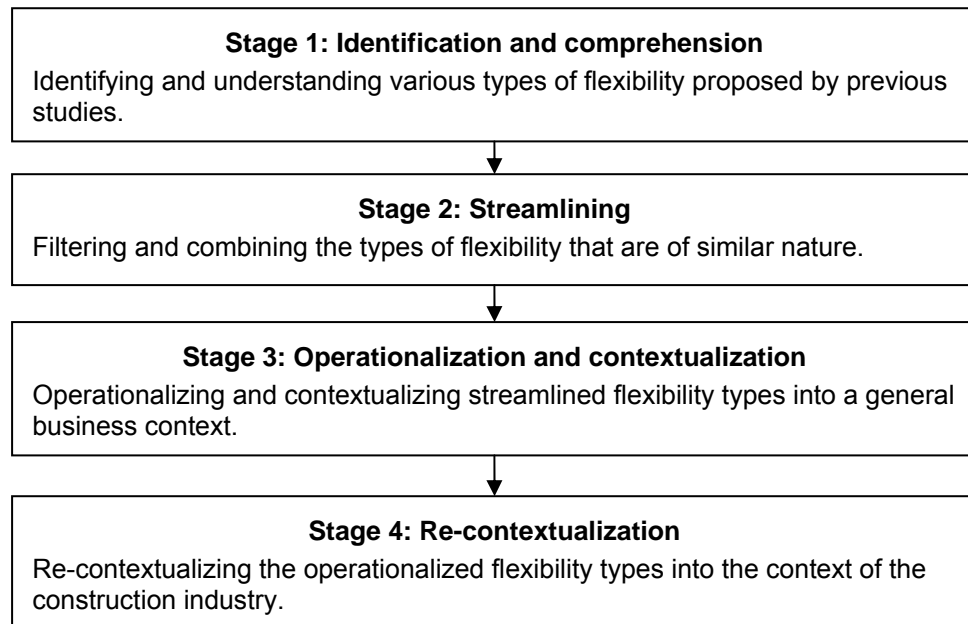 Stage 1: Identification and comprehension
Identifying and understanding various types of flexibility proposed by previous
studies.
Stage 2: Streamlining
Filtering and combining the types of flexibility that are of similar nature.
Stage 3: Operationalization and contextualization
Operationalizing and contextualizing streamlined flexibility types into a general
business context.
Stage 4: Re-contextualization
Re-contextualizing the operationalized flexibility types into the context of the
construction industry.